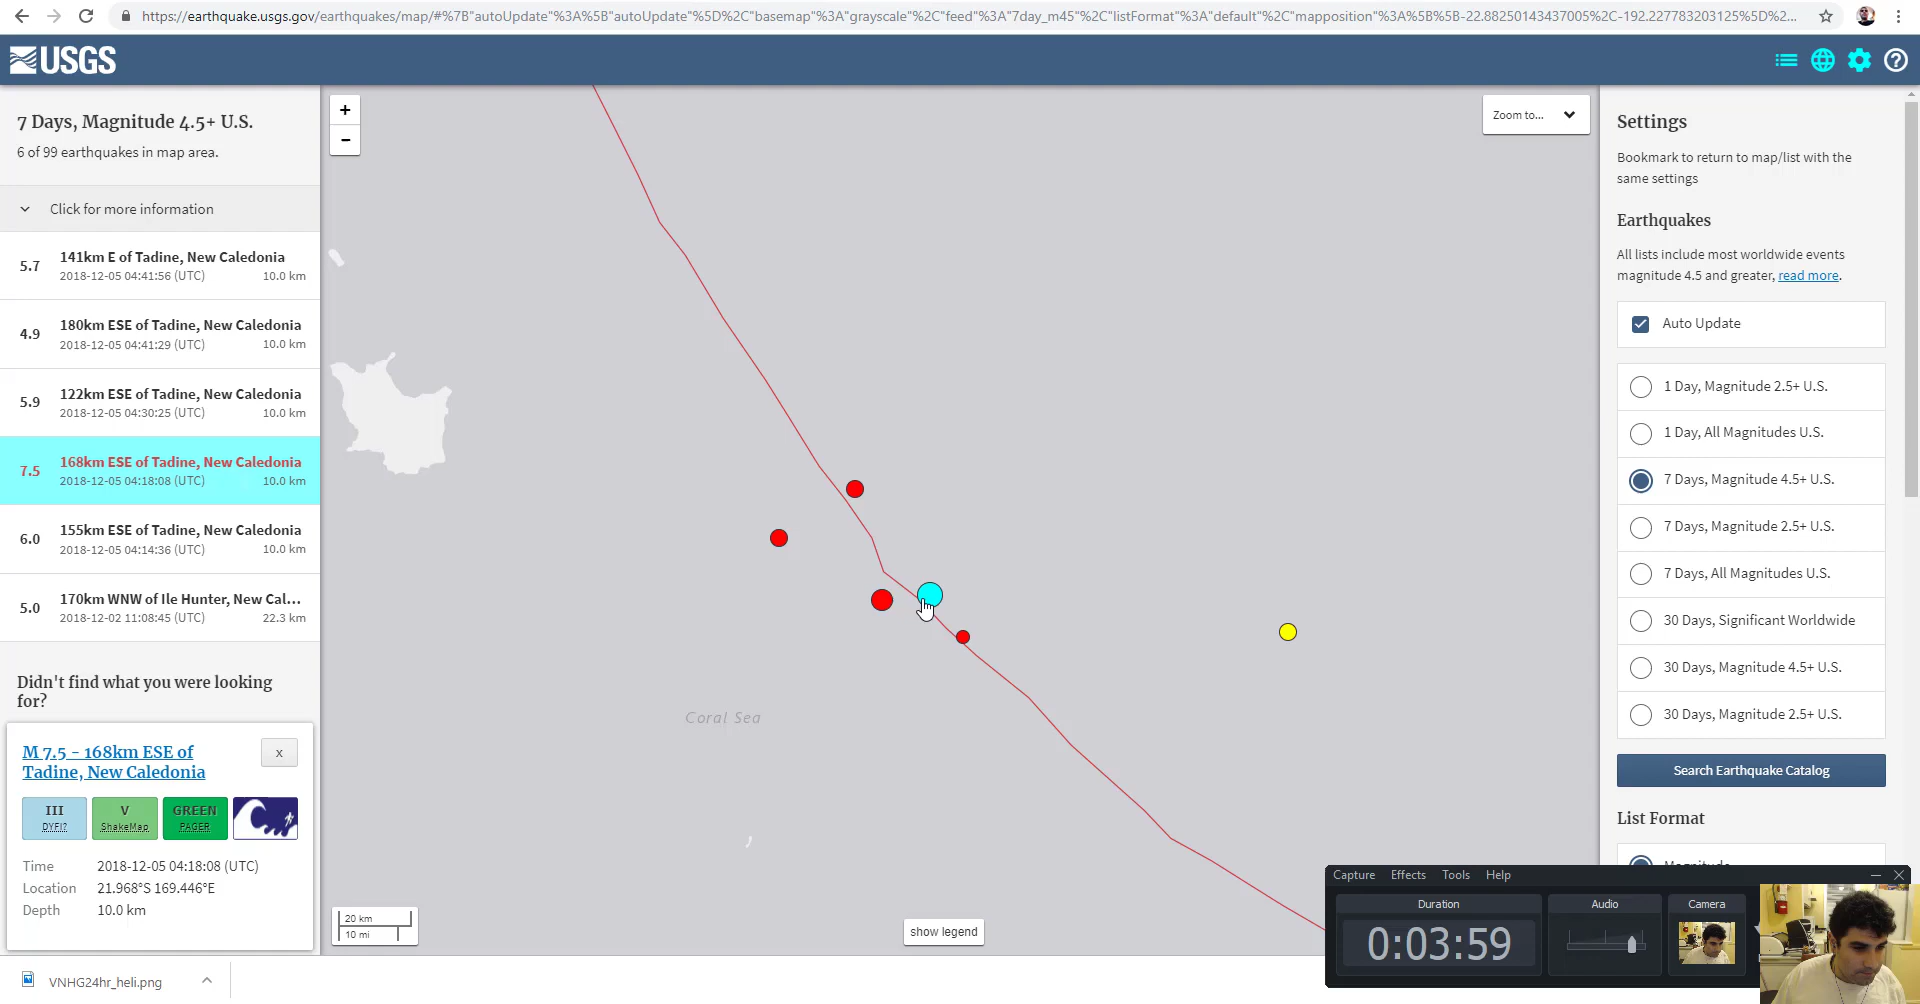 https://earthquake.usgs.gov/earthquakes/map/#%7B"autoUpdate"%3A%5B"autoUpdate"%5D%2C"basemap"%3A"grayscale"%2C"feed"%3A"7day_m45"%2C"listFormat"%3A"default"%2C"mapposition"%3A%5B%5B-22.88250143437005%2C-192.227783203125%5D%2...
USGS
7 Days, Magnitude 4.5+ U.S.
6 of 99 earthquakes in map area.
Click for more information
5.7
141km E of Tadine, New Caledonia
2018-12-05 04:41:56 (UTC) 10.0 km
4.9
180km ESE of Tadine, New Caledonia
2018-12-05 04:41:29 (UTC) 10.0 km
5.9
122km ESE of Tadine, New Caledonia
2018-12-05 04:30:25 (UTC) 10.0 km
7.5
168km ESE of Tadine, New Caledonia
2018-12-05 04:18:08 (UTC) 10.0 km
6.0
155km ESE of Tadine, New Caledonia
2018-12-05 04:14:36 (UTC) 10.0 km
5.0
170km WNW of Ile Hunter, New Cal...
2018-12-02 11:08:45 (UTC) 22.3 km
Didn't find what you were looking
for?
M 7.5 - 168km ESE of
Tadine, New Caledonia
x
III
DYFI?
V
ShakeMap
GREEN
PAGER
Time 2018-12-05 04:18:08 (UTC)
Location 21.968°S 169.446°E
Depth 10.0 km
+
−
Zoom to...
Coral Sea
20 km
10 mi
show legend
Settings
Bookmark to return to map/list with the
same settings
Earthquakes
All lists include most worldwide events
magnitude 4.5 and greater, read more.
Auto Update
1 Day, Magnitude 2.5+ U.S.
1 Day, All Magnitudes U.S.
7 Days, Magnitude 4.5+ U.S.
7 Days, Magnitude 2.5+ U.S.
7 Days, All Magnitudes U.S.
30 Days, Significant Worldwide
30 Days, Magnitude 4.5+ U.S.
30 Days, Magnitude 2.5+ U.S.
Search Earthquake Catalog
List Format
Magnitude
Capture Effects Tools Help
Duration
0:03:59
Audio
Camera
VNHG24hr_heli.png